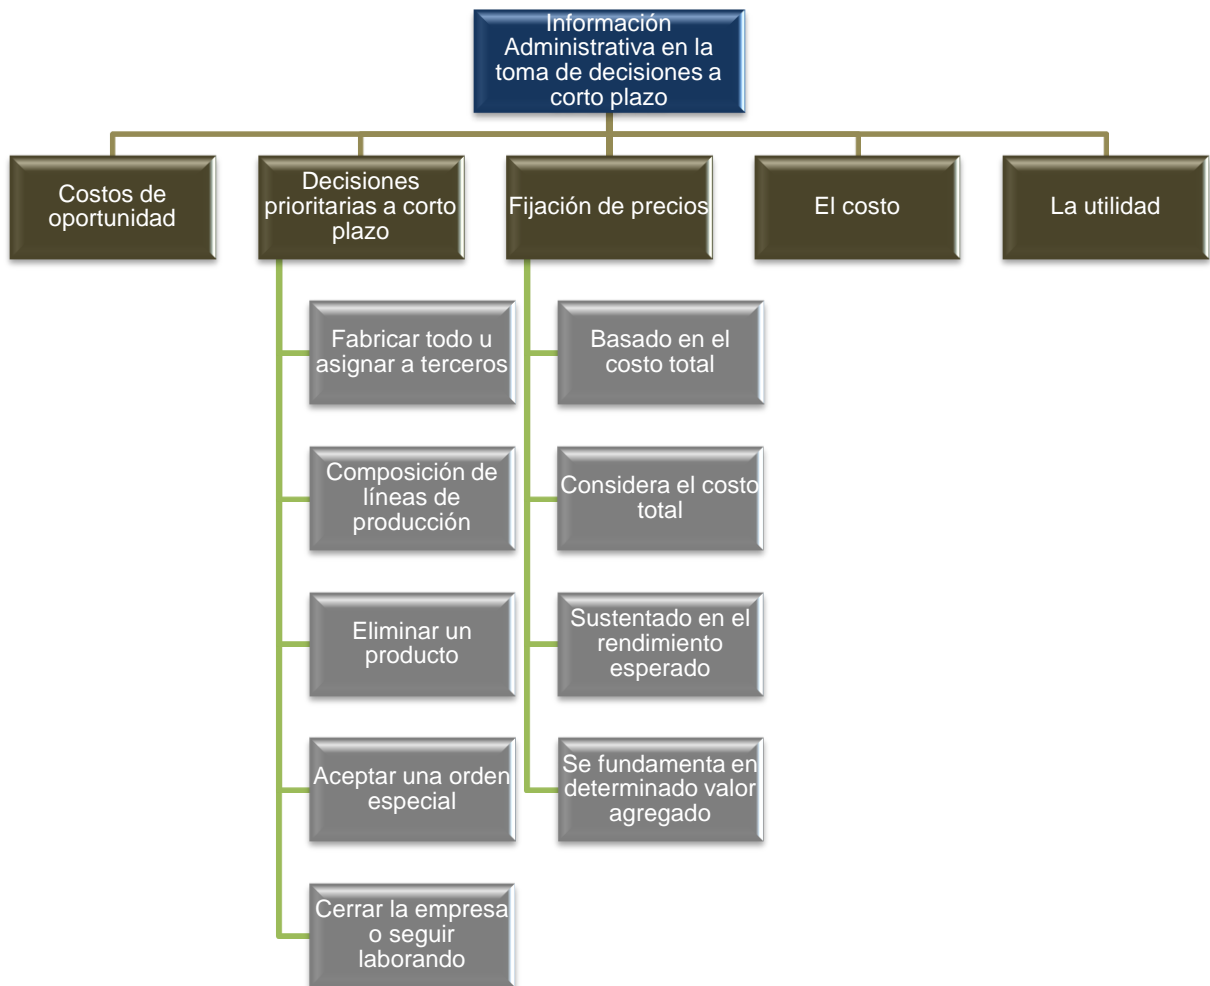 Información
Administrativa en la
toma de decisiones a
corto plazo
Costos de
oportunidad
Decisiones
prioritarias a corto
plazo
Fijación de precios
El costo
La utilidad
Fabricar todo u
asignar a terceros
Composición de
líneas de
producción
Eliminar un
producto
Aceptar una orden
especial
Cerrar la empresa
o seguir
laborando
Basado en el
costo total
Considera el costo
total
Sustentado en el
rendimiento
esperado
Se fundamenta en
determinado valor
agregado